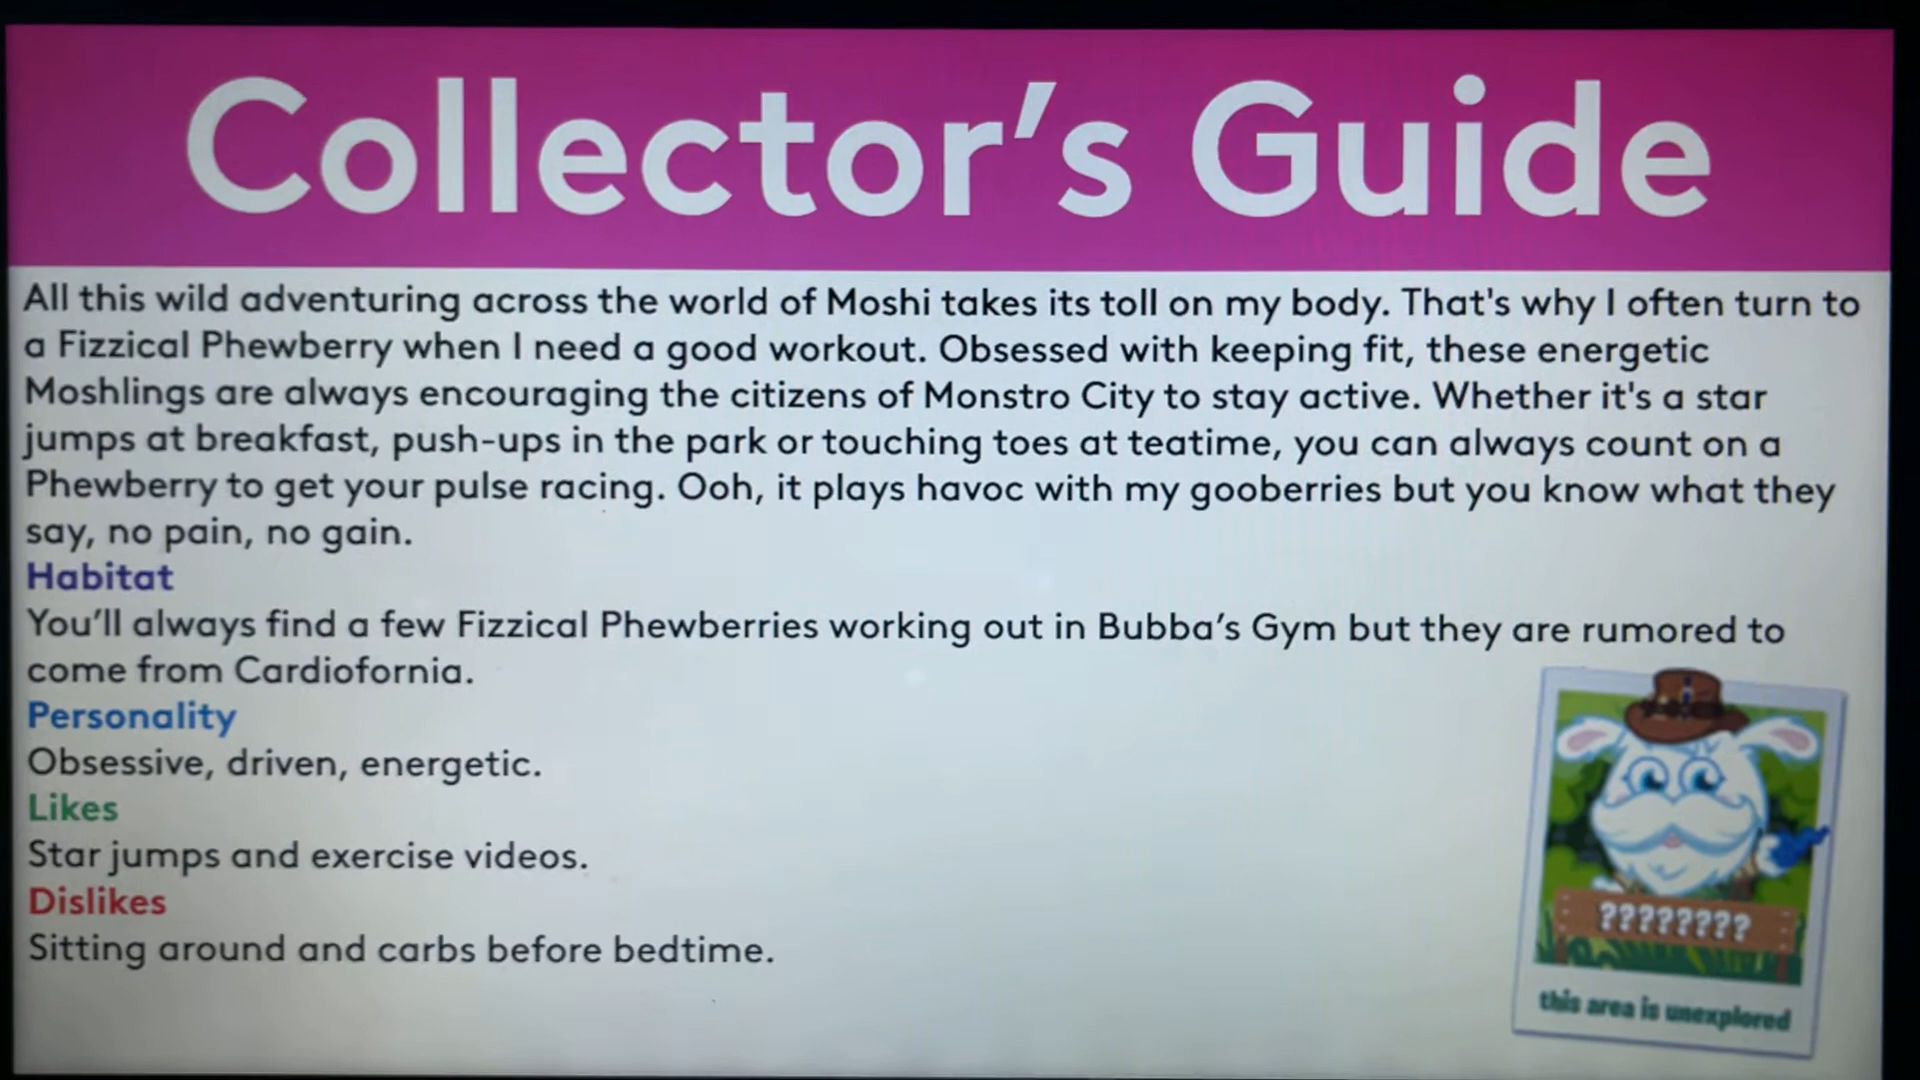 Collector's Guide
All this wild adventuring across the world of Moshi takes its toll on my body. That's why I often turn to
a Fizzical Phewberry when I need a good workout. Obsessed with keeping fit, these energetic
Moshlings are always encouraging the citizens of Monstro City to stay active. Whether it's a star
jumps at breakfast, push-ups in the park or touching toes at teatime, you can always count on a
Phewberry to get your pulse racing. Ooh, it plays havoc with my gooberries but you know what they
say, no pain, no gain.
Habitat
You’ll always find a few Fizzical Phewberries working out in Bubba’s Gym but they are rumored to
come from Cardiofornia.
Personality
Obsessive, driven, energetic.
Likes
Star jumps and exercise videos.
Dislikes
Sitting around and carbs before bedtime.
????????
this area is unexplored